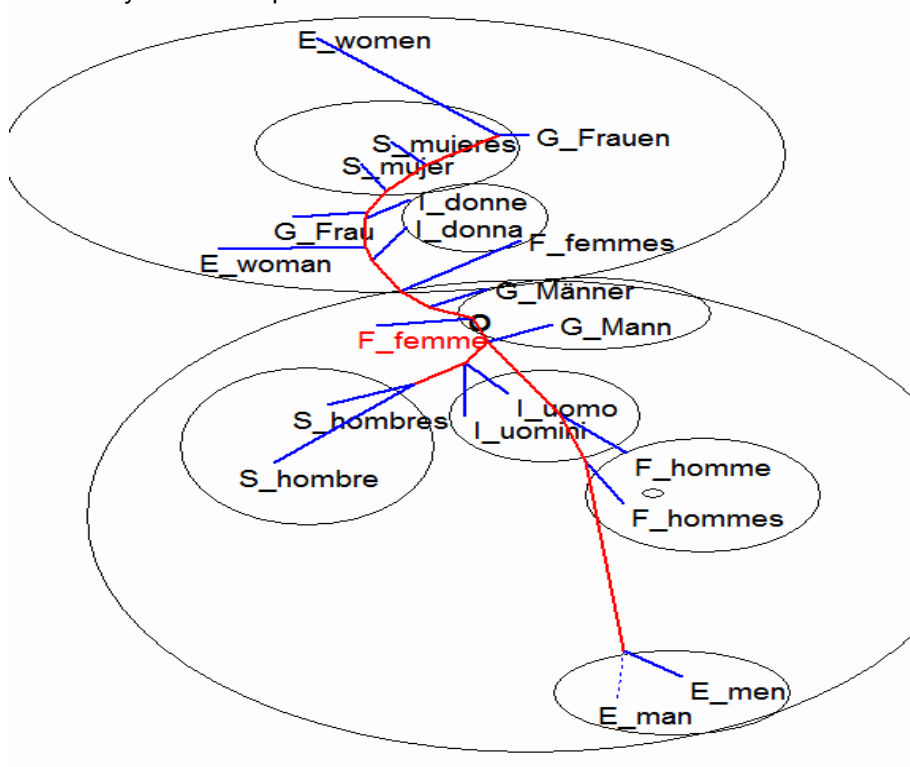 E_women
G_Frauen
S_mujeres
S_mujer
I_donne
G_Frau
I_donna
F_femmes
E_woman
G_Männer
G_Mann
F_femme
I_uomo
S_hombres
I_uomini
F_homme
S_hombre
F_hommes
E_men
E_man